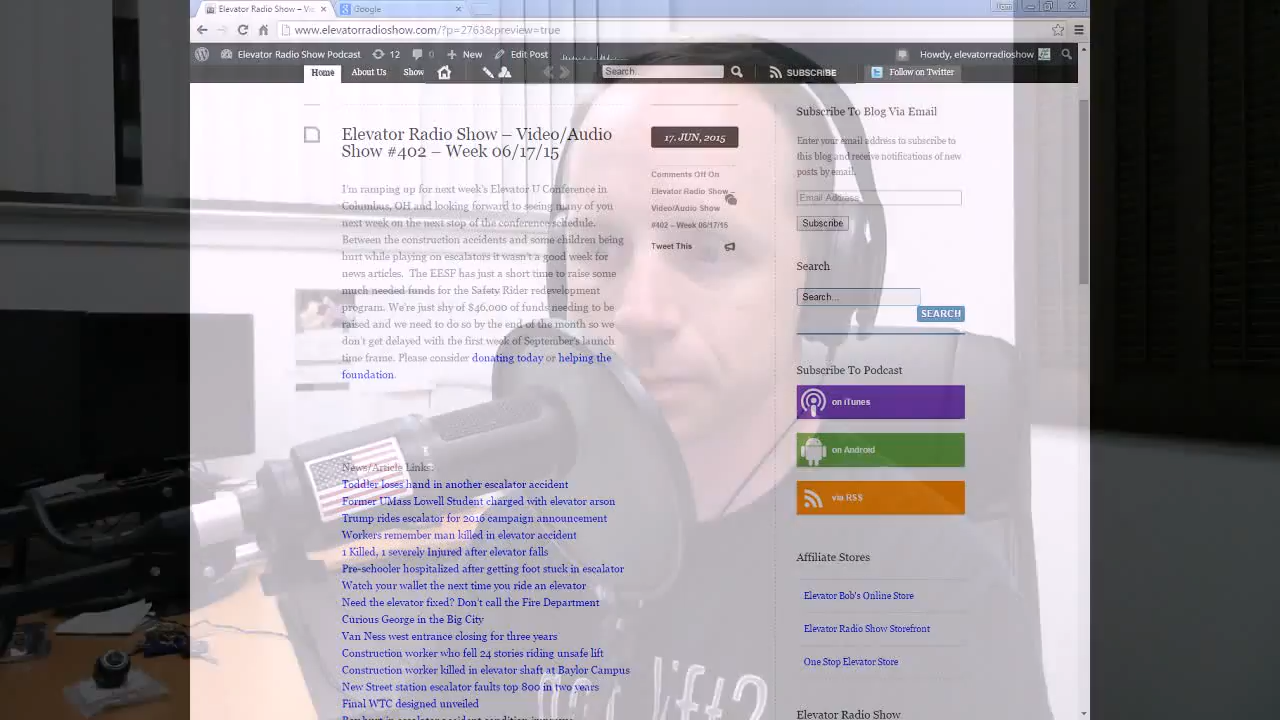 Elevator Radio Show – Vi
Google
www.elevatorradioshow.com/?p=2763&preview=true
Elevator Radio Show Podcast
12
0
New
Edit Post
Howdy, elevatorradioshow
Home
About Us
Show
Search...
SUBSCRIBE
Follow on Twitter
Elevator Radio Show – Video/Audio
Show #402 – Week 06/17/15
17. JUN, 2015
Comments Off On
Elevator Radio Show –
Video/Audio Show
#402 – Week 06/17/15
Tweet This
I'm ramping up for next week's Elevator U Conference in
Columbus, OH and looking forward to seeing many of you
next week on the next stop of the conference schedule.
Between the construction accidents and some children being
hurt while playing on escalators it wasn't a good week for
news articles. The EESF has just a short time to raise some
much needed funds for the Safety Rider redevelopment
program. We're just shy of $46,000 of funds needing to be
raised and we need to do so by the end of the month so we
don't get delayed with the first week of September's launch
time frame. Please consider donating today or helping the
foundation.
News/Article Links:
Toddler loses hand in another escalator accident
Former UMass Lowell Student charged with elevator arson
Trump rides escalator for 2016 campaign announcement
Workers remember man killed in elevator accident
1 Killed, 1 severely Injured after elevator falls
Pre-schooler hospitalized after getting foot stuck in escalator
Watch your wallet the next time you ride an elevator
Need the elevator fixed? Don't call the Fire Department
Curious George in the Big City
Van Ness west entrance closing for three years
Construction worker who fell 24 stories riding unsafe lift
Construction worker killed in elevator shaft at Baylor Campus
New Street station escalator faults top 800 in two years
Final WTC designed unveiled
Subscribe To Blog Via Email
Enter your email address to subscribe to
this blog and receive notifications of new
posts by email.
Email Address
Subscribe
Search
Search...
SEARCH
Subscribe To Podcast
on iTunes
on Android
via RSS
Affiliate Stores
Elevator Bob's Online Store
Elevator Radio Show Storefront
One Stop Elevator Store
Elevator Radio Show